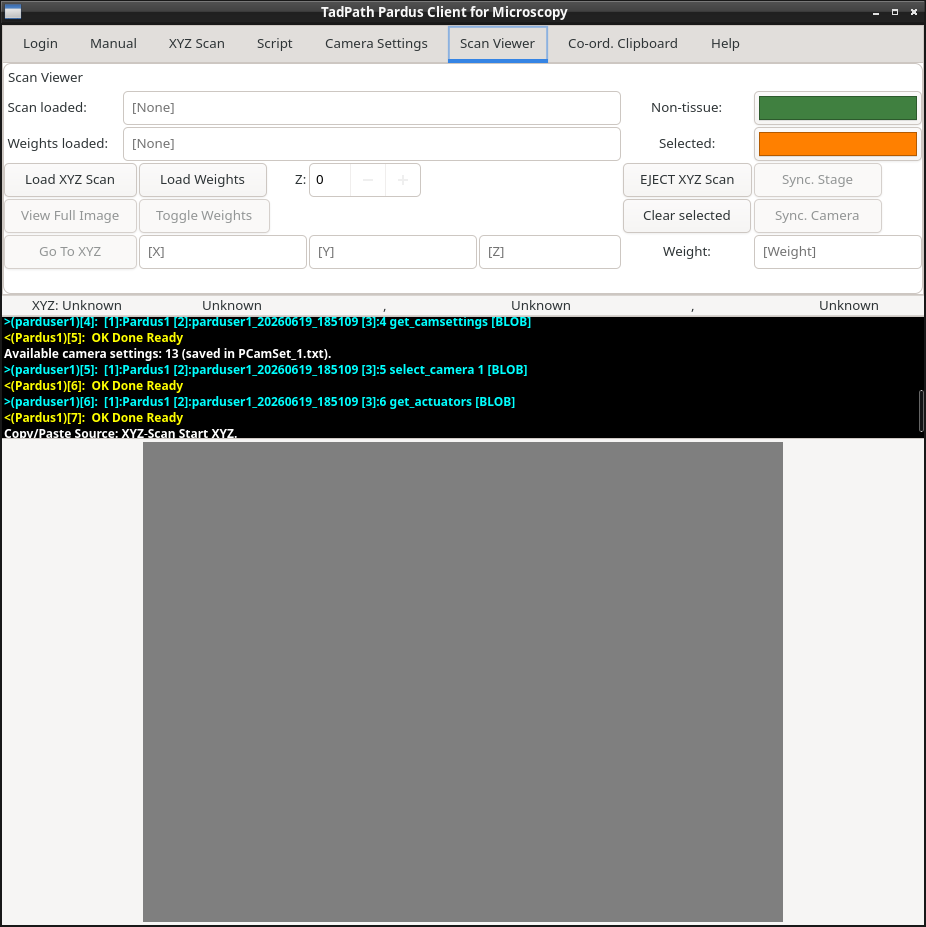 TadPath Pardus Client for Microscopy
Login Manual XYZ Scan Script Camera Settings Scan Viewer Co-ord. Clipboard Help
Scan Viewer
Scan loaded: [None] Non-tissue:
Weights loaded: [None] Selected:
Load XYZ Scan Load Weights Z: 0 − + EJECT XYZ Scan Sync. Stage
View Full Image Toggle Weights Clear selected Sync. Camera
Go To XYZ [X] [Y] [Z] Weight: [Weight]
XYZ: Unknown Unknown , Unknown , Unknown
>(parduser1)[4]: [1]:Pardus1 [2]:parduser1_20260619_185109 [3]:4 get_camsettings [BLOB]
<(Pardus1)[5]: OK Done Ready
Available camera settings: 13 (saved in PCamSet_1.txt).
>(parduser1)[5]: [1]:Pardus1 [2]:parduser1_20260619_185109 [3]:5 select_camera 1 [BLOB]
<(Pardus1)[6]: OK Done Ready
>(parduser1)[6]: [1]:Pardus1 [2]:parduser1_20260619_185109 [3]:6 get_actuators [BLOB]
<(Pardus1)[7]: OK Done Ready
Copy/Paste Source: XYZ-Scan Start XYZ.